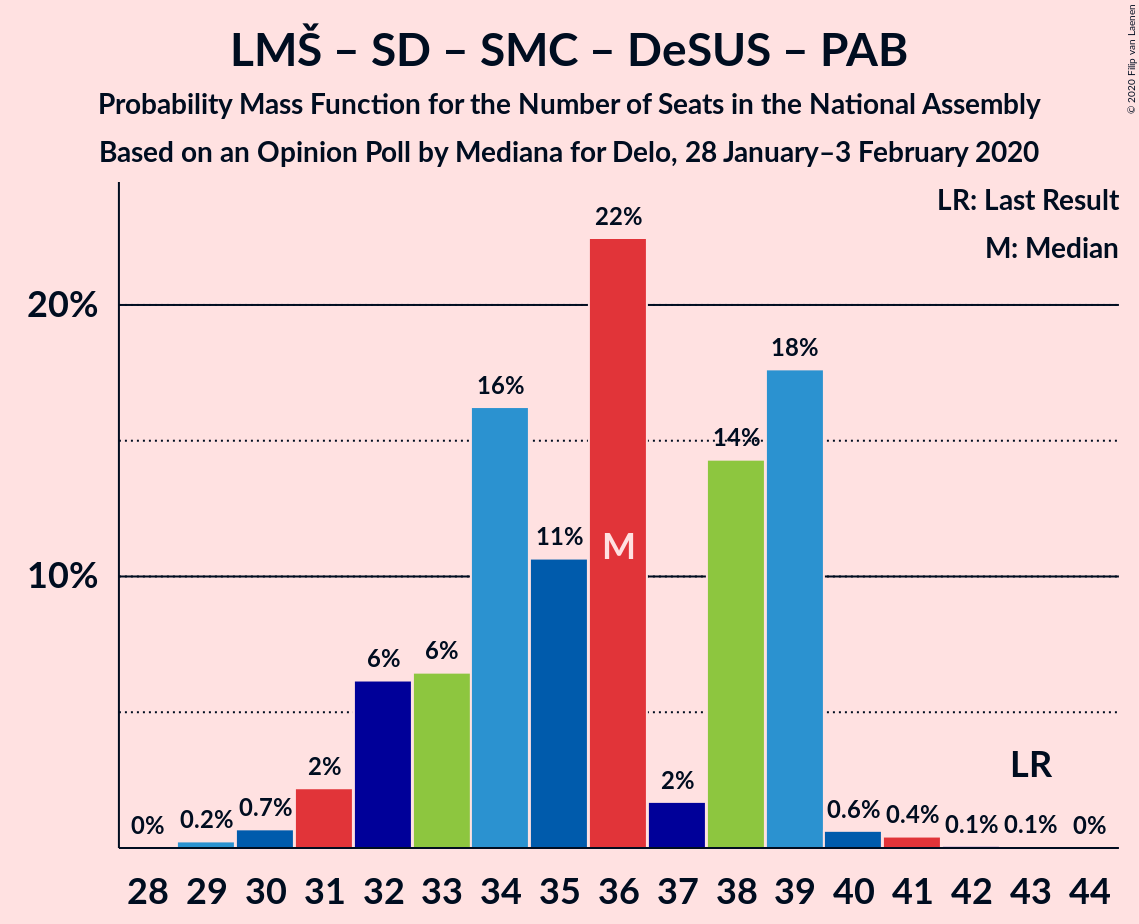 LMŠ – SD – SMC – DeSUS – PAB
Probability Mass Function for the Number of Seats in the National Assembly
Based on an Opinion Poll by Mediana for Delo, 28 January–3 February 2020
© 2020 Filip van Laenen
LR: Last Result
M: Median
20%
10%
0%
0.2%
0.7%
2%
6%
6%
16%
11%
22%
M
2%
14%
18%
0.6%
0.4%
0.1%
0.1%
0%
LR
28 29 30 31 32 33 34 35 36 37 38 39 40 41 42 43 44